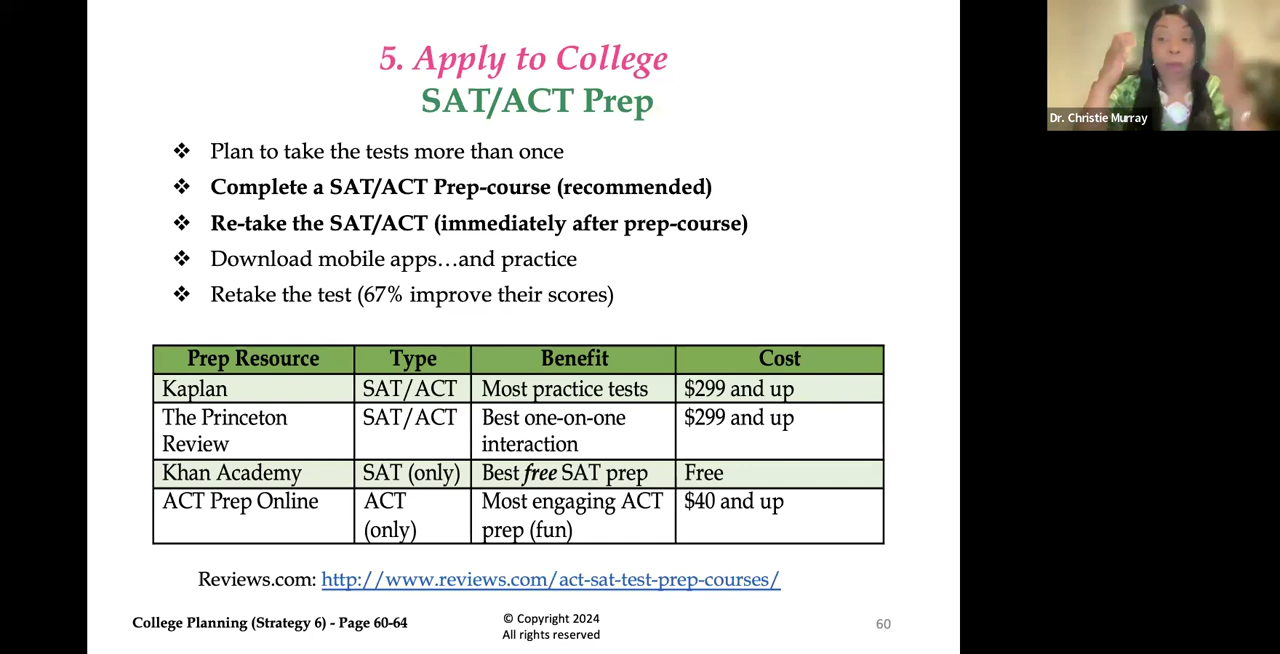 5. Apply to College
SAT/ACT Prep
❖ Plan to take the tests more than once
❖ Complete a SAT/ACT Prep-course (recommended)
❖ Re-take the SAT/ACT (immediately after prep-course)
❖ Download mobile apps…and practice
❖ Retake the test (67% improve their scores)
Prep Resource Type Benefit Cost
Kaplan SAT/ACT Most practice tests $299 and up
The Princeton Review SAT/ACT Best one-on-one interaction $299 and up
Khan Academy SAT (only) Best free SAT prep Free
ACT Prep Online ACT (only) Most engaging ACT prep (fun) $40 and up
Reviews.com: http://www.reviews.com/act-sat-test-prep-courses/
College Planning (Strategy 6) - Page 60-64
© Copyright 2024
All rights reserved
60
Dr. Christie Murray